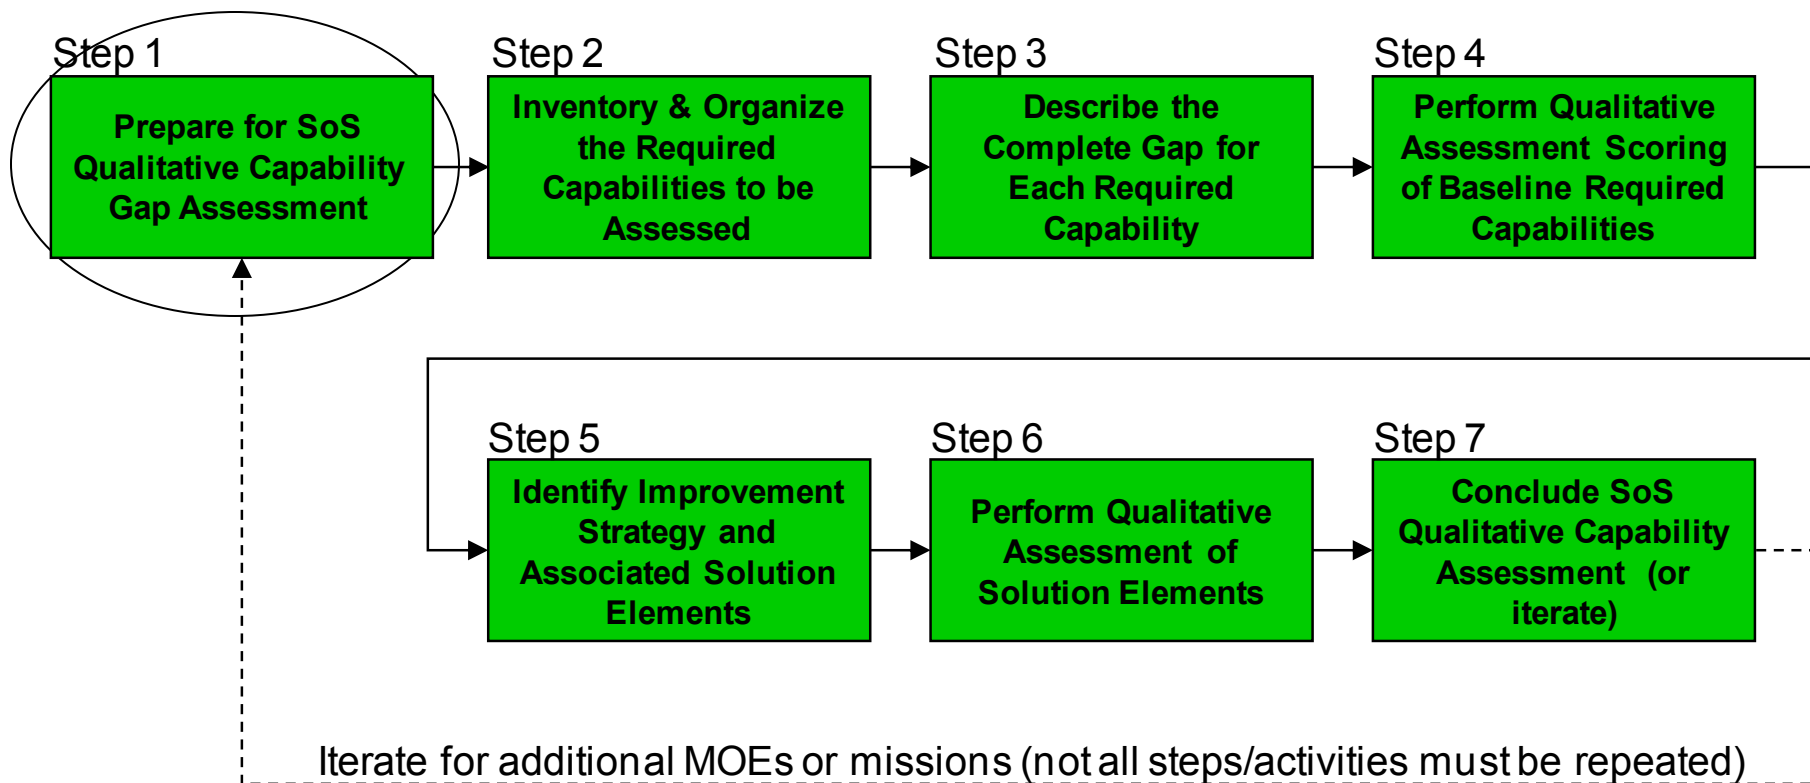 Step 1
Prepare for SoS
Qualitative Capability
Gap Assessment
Step 2
Inventory & Organize
the Required
Capabilities to be
Assessed
Step 3
Describe the
Complete Gap for
Each Required
Capability
Step 4
Perform Qualitative
Assessment Scoring
of Baseline Required
Capabilities
Step 5
Identify Improvement
Strategy and
Associated Solution
Elements
Step 6
Perform Qualitative
Assessment of
Solution Elements
Step 7
Conclude SoS
Qualitative Capability
Assessment (or
iterate)
Iterate for additional MOEs or missions (not all steps/activities must be repeated)